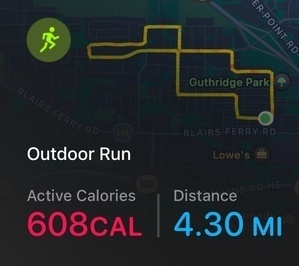 ER-POINT RD
Guthridge Park
BLAIRS FERRY RD
BLAIRS-FERRY RD
Lowe's
Outdoor Run
Active Calories
Distance
608CAL
4.30 MI